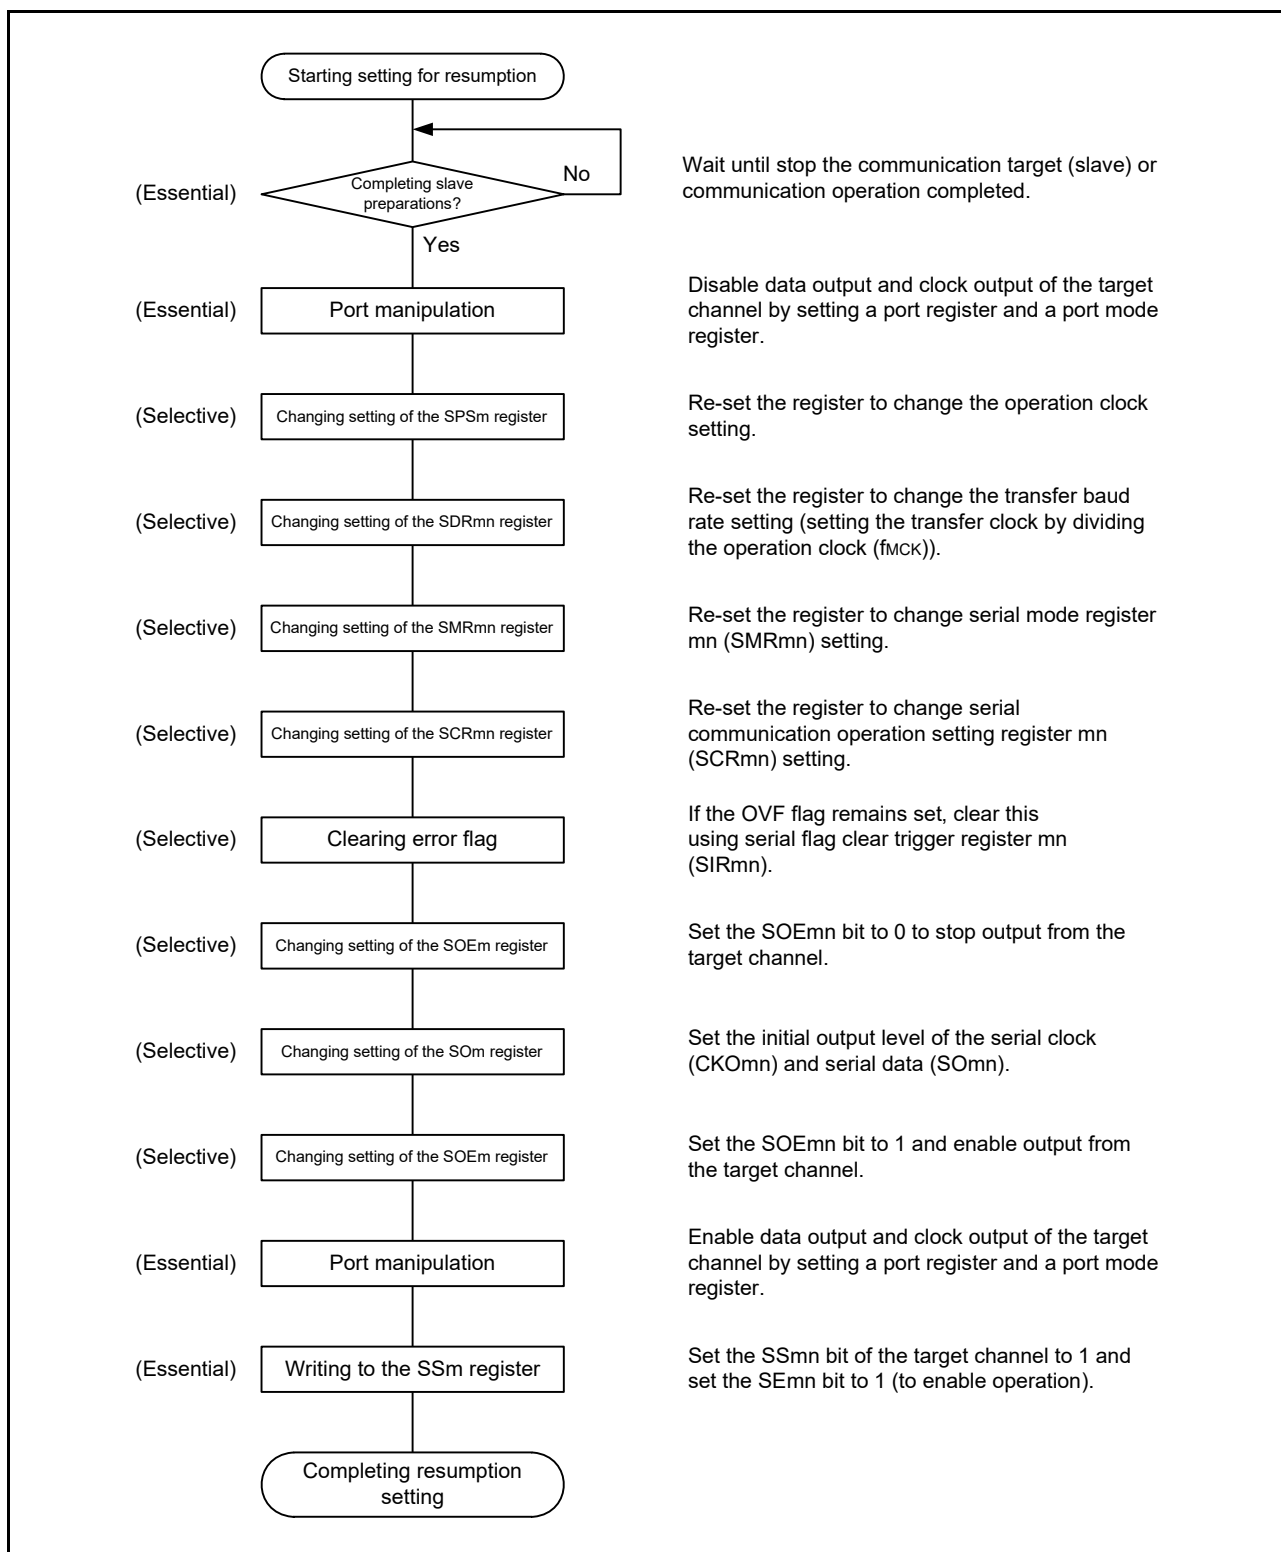 Starting setting for resumption
No
(Essential)
Completing slave
preparations?
Wait until stop the communication target (slave) or
communication operation completed.
Yes
(Essential)
Port manipulation
Disable data output and clock output of the target
channel by setting a port register and a port mode
register.
(Selective)
Changing setting of the SPSm register
Re-set the register to change the operation clock
setting.
(Selective)
Changing setting of the SDRmn register
Re-set the register to change the transfer baud
rate setting (setting the transfer clock by dividing
the operation clock (fMCK)).
(Selective)
Changing setting of the SMRmn register
Re-set the register to change serial mode register
mn (SMRmn) setting.
(Selective)
Changing setting of the SCRmn register
Re-set the register to change serial
communication operation setting register mn
(SCRmn) setting.
(Selective)
Clearing error flag
If the OVF flag remains set, clear this
using serial flag clear trigger register mn
(SIRmn).
(Selective)
Changing setting of the SOEm register
Set the SOEmn bit to 0 to stop output from the
target channel.
(Selective)
Changing setting of the SOm register
Set the initial output level of the serial clock
(CKOmn) and serial data (SOmn).
(Selective)
Changing setting of the SOEm register
Set the SOEmn bit to 1 and enable output from
the target channel.
(Essential)
Port manipulation
Enable data output and clock output of the target
channel by setting a port register and a port mode
register.
(Essential)
Writing to the SSm register
Set the SSmn bit of the target channel to 1 and
set the SEmn bit to 1 (to enable operation).
Completing resumption
setting